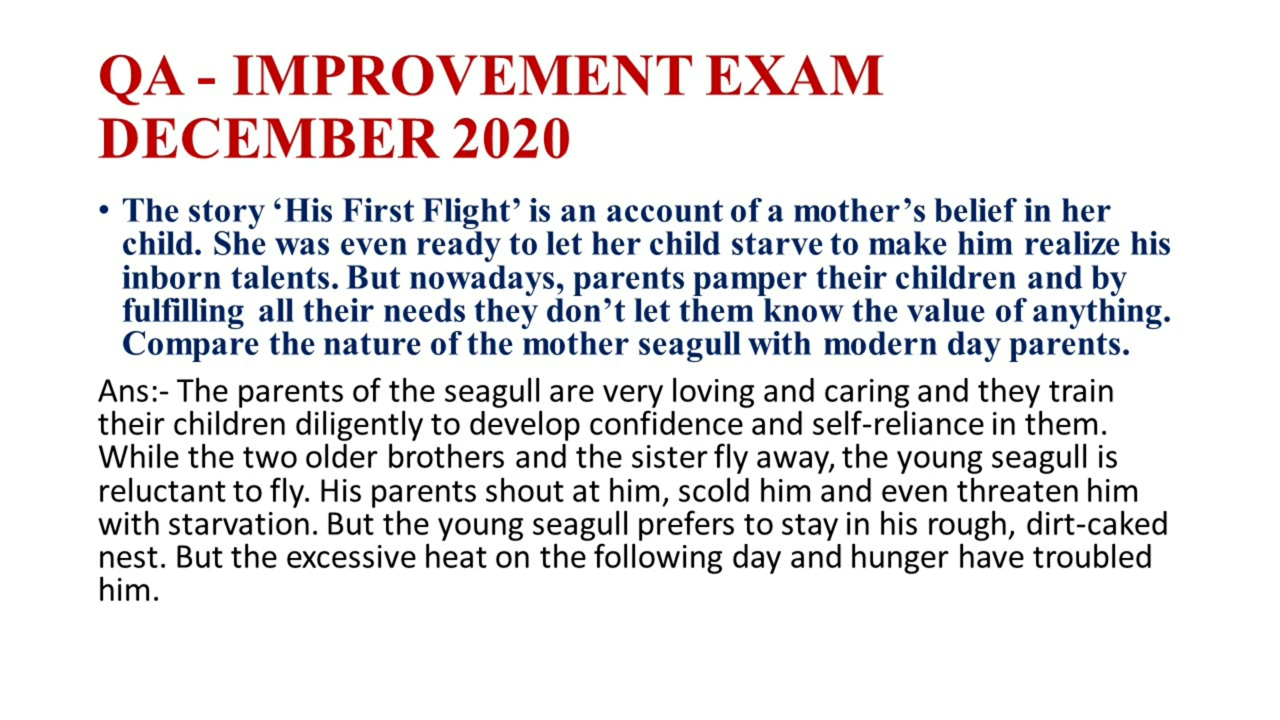 QA - IMPROVEMENT EXAM
DECEMBER 2020
• The story ‘His First Flight’ is an account of a mother’s belief in her
child. She was even ready to let her child starve to make him realize his
inborn talents. But nowadays, parents pamper their children and by
fulfilling all their needs they don’t let them know the value of anything.
Compare the nature of the mother seagull with modern day parents.
Ans:- The parents of the seagull are very loving and caring and they train
their children diligently to develop confidence and self-reliance in them.
While the two older brothers and the sister fly away, the young seagull is
reluctant to fly. His parents shout at him, scold him and even threaten him
with starvation. But the young seagull prefers to stay in his rough, dirt-caked
nest. But the excessive heat on the following day and hunger have troubled
him.